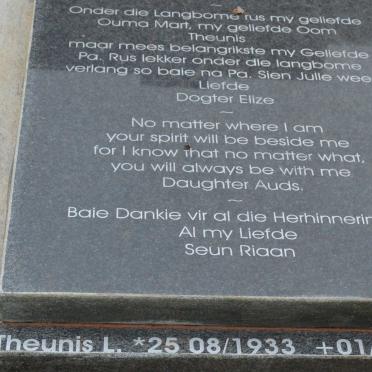 ~
Onder die Langbome rus my geliefde
Ouma Mart, my geliefde Oom
Theunis
maar mees belangrikste my Geliefde
Pa. Rus lekker onder die langbome
verlang so baie na Pa. Sien Julle wee
Liefde
Dogter Elize
~
No matter where I am
your spirit will be beside me
for I know that no matter what,
you will always be with me
Daughter Auds.
~
Baie Dankie vir al die Herhinnerin
Al my Liefde
Seun Riaan
Theunis L. *25 08/1933 +01/